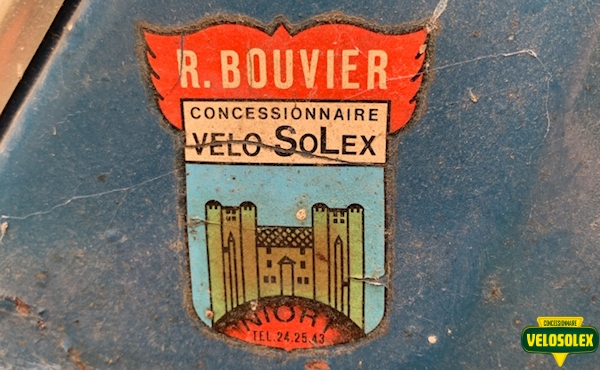 R. BOUVIER
CONCESSIONNAIRE
VELO SOLEX
NIORT
TEL. 24.25.43
CONCESSIONNAIRE
VELOSOLEX